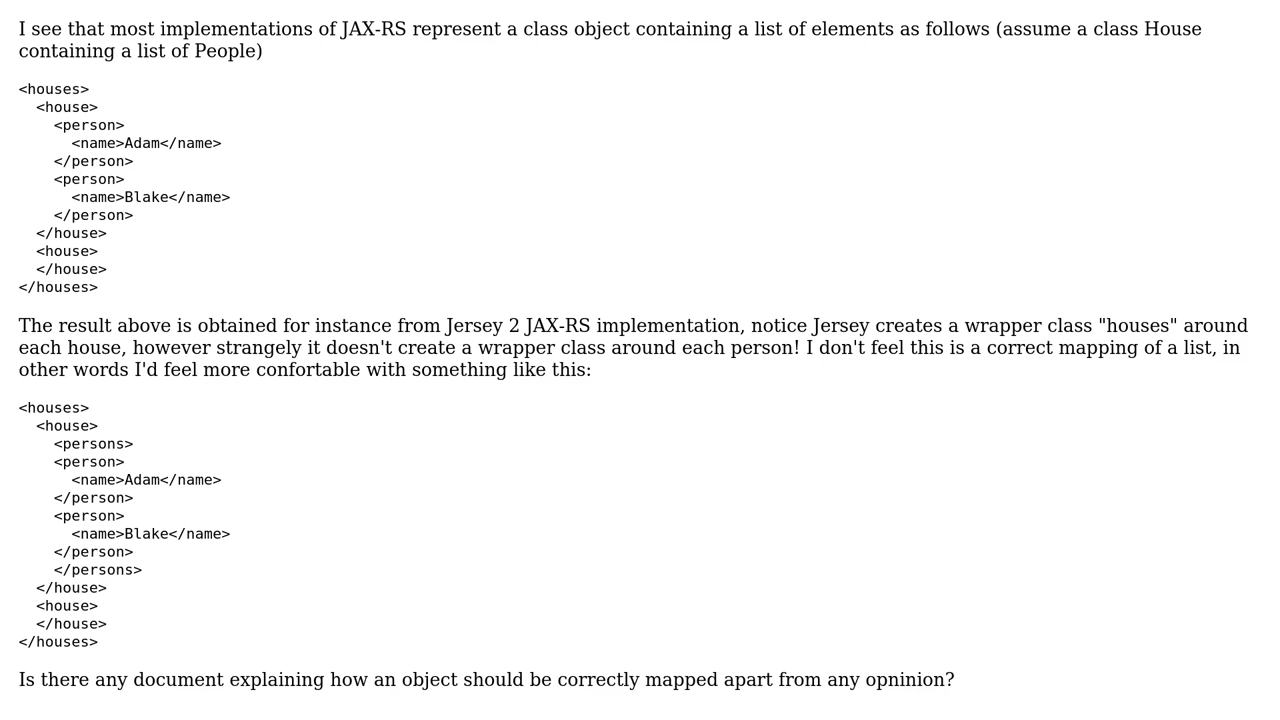 I see that most implementations of JAX-RS represent a class object containing a list of elements as follows (assume a class House
containing a list of People)
<houses>
  <house>
    <person>
      <name>Adam</name>
    </person>
    <person>
      <name>Blake</name>
    </person>
  </house>
  <house>
  </house>
</houses>
The result above is obtained for instance from Jersey 2 JAX-RS implementation, notice Jersey creates a wrapper class "houses" around
each house, however strangely it doesn't create a wrapper class around each person! I don't feel this is a correct mapping of a list, in
other words I'd feel more confortable with something like this:
<houses>
  <house>
    <persons>
    <person>
      <name>Adam</name>
    </person>
    <person>
      <name>Blake</name>
    </person>
    </persons>
  </house>
  <house>
  </house>
</houses>
Is there any document explaining how an object should be correctly mapped apart from any opninion?